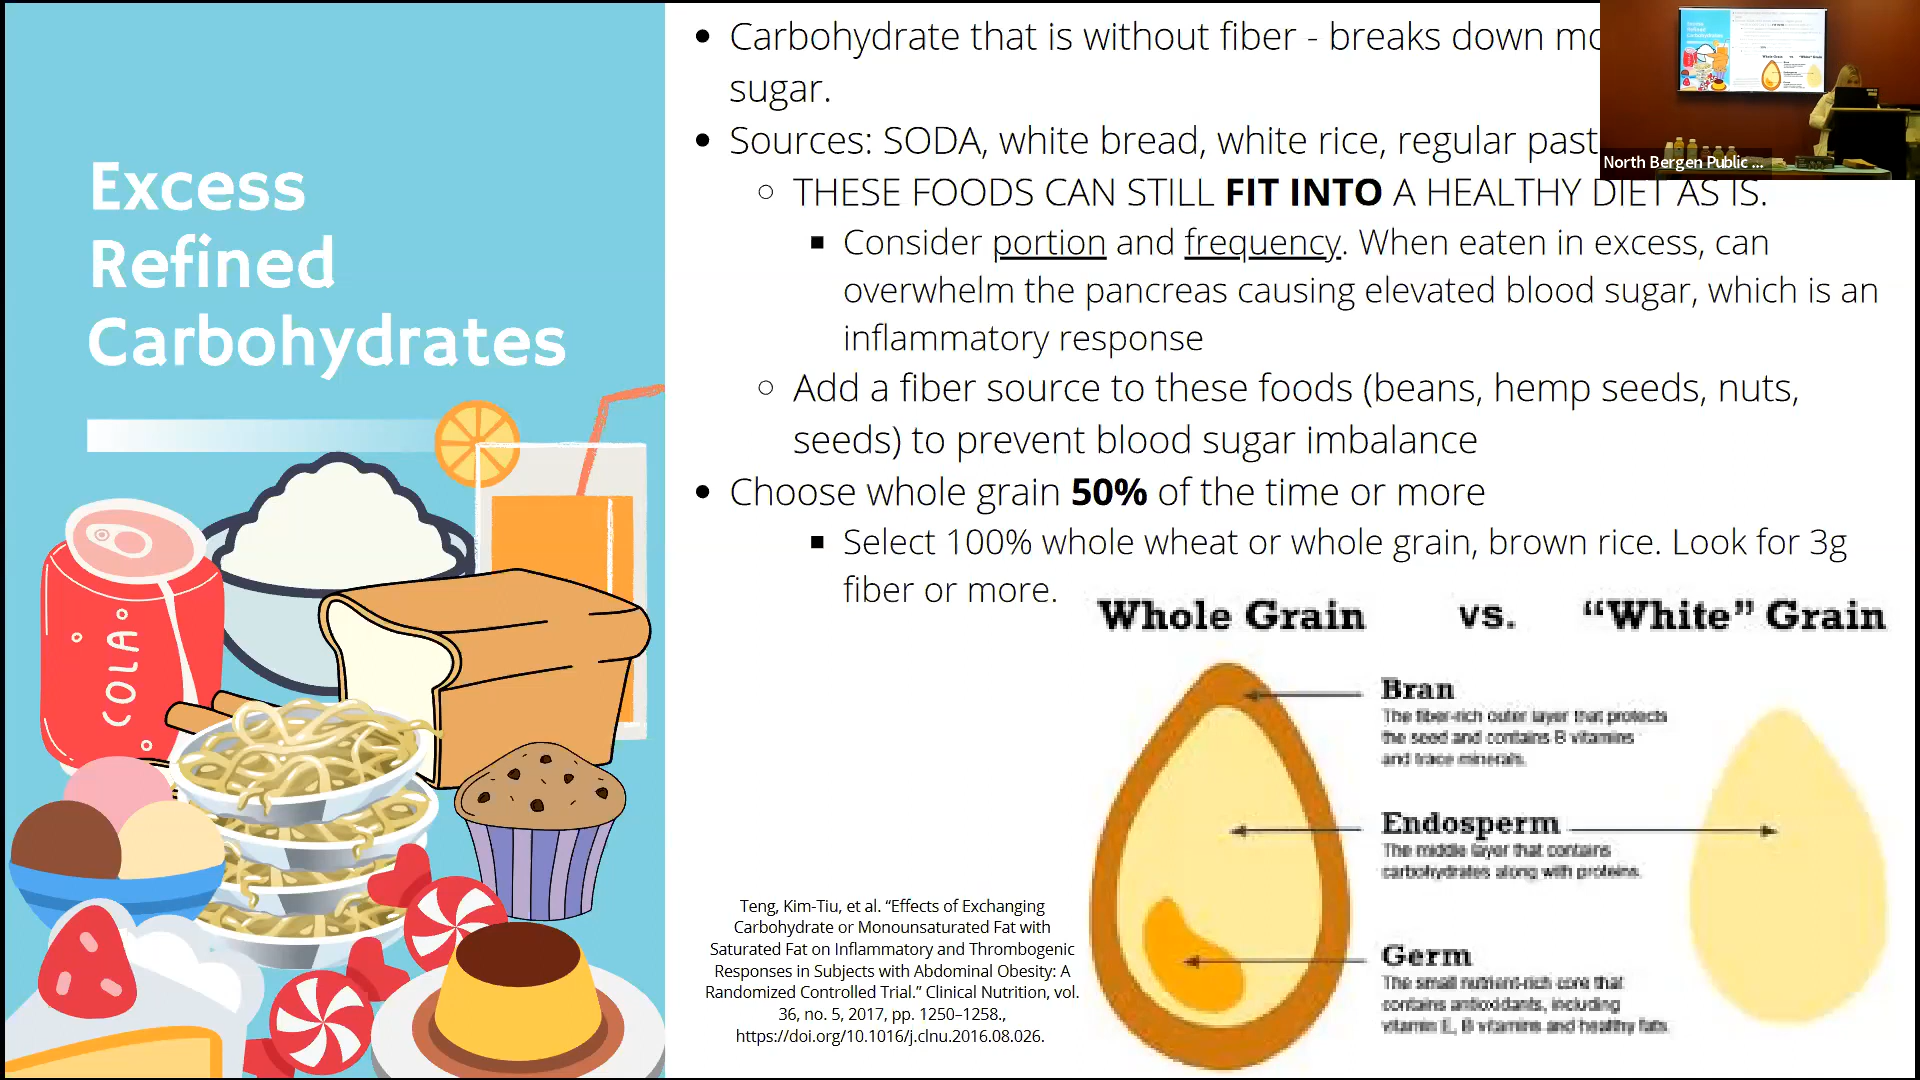 Excess
Refined
Carbohydrates
COLA
• Carbohydrate that is without fiber - breaks down
sugar.
• Sources: SODA, white bread, white rice, regular
North Bergen Public ...
○ THESE FOODS CAN STILL FIT INTO A HEALTHY DIET AS IS.
■ Consider portion and frequency. When eaten in excess, can
overwhelm the pancreas causing elevated blood sugar, which is an
inflammatory response
○ Add a fiber source to these foods (beans, hemp seeds, nuts,
seeds) to prevent blood sugar imbalance
• Choose whole grain 50% of the time or more
■ Select 100% whole wheat or whole grain, brown rice. Look for 3g
fiber or more.
Whole Grain vs. “White” Grain
Bran
The fiber-rich outer layer that protects
the seed and contains B vitamins
and trace minerals.
Endosperm
The middle layer that contains
carbohydrates along with proteins.
Germ
The small nutrient-rich core that
contains antioxidants, including
vitamin E, B vitamins and healthy fats.
Teng, Kim-Tiu, et al. “Effects of Exchanging
Carbohydrate or Monounsaturated Fat with
Saturated Fat on Inflammatory and Thrombogenic
Responses in Subjects with Abdominal Obesity: A
Randomized Controlled Trial.” Clinical Nutrition, vol.
36, no. 5, 2017, pp. 1250–1258.,
https://doi.org/10.1016/j.clnu.2016.08.026.